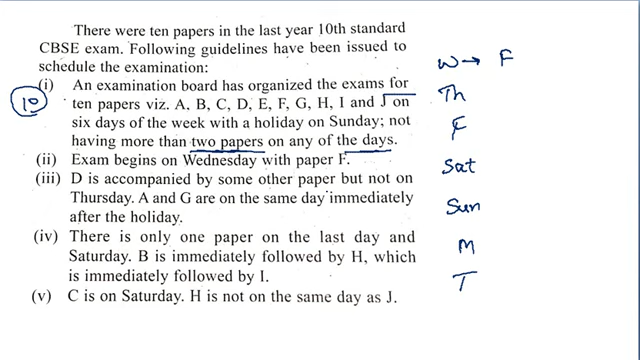 There were ten papers in the last year 10th standard
CBSE exam. Following guidelines have been issued to
schedule the examination:
(i) An examination board has organized the exams for
ten papers viz. A, B, C, D, E, F, G, H, I and J on
six days of the week with a holiday on Sunday; not
having more than two papers on any of the days.
(ii) Exam begins on Wednesday with paper F.
(iii) D is accompanied by some other paper but not on
Thursday. A and G are on the same day immediately
after the holiday.
(iv) There is only one paper on the last day and
Saturday. B is immediately followed by H, which
is immediately followed by I.
(v) C is on Saturday. H is not on the same day as J.
10
W → F
Th
F
Sat
Sun
M
T